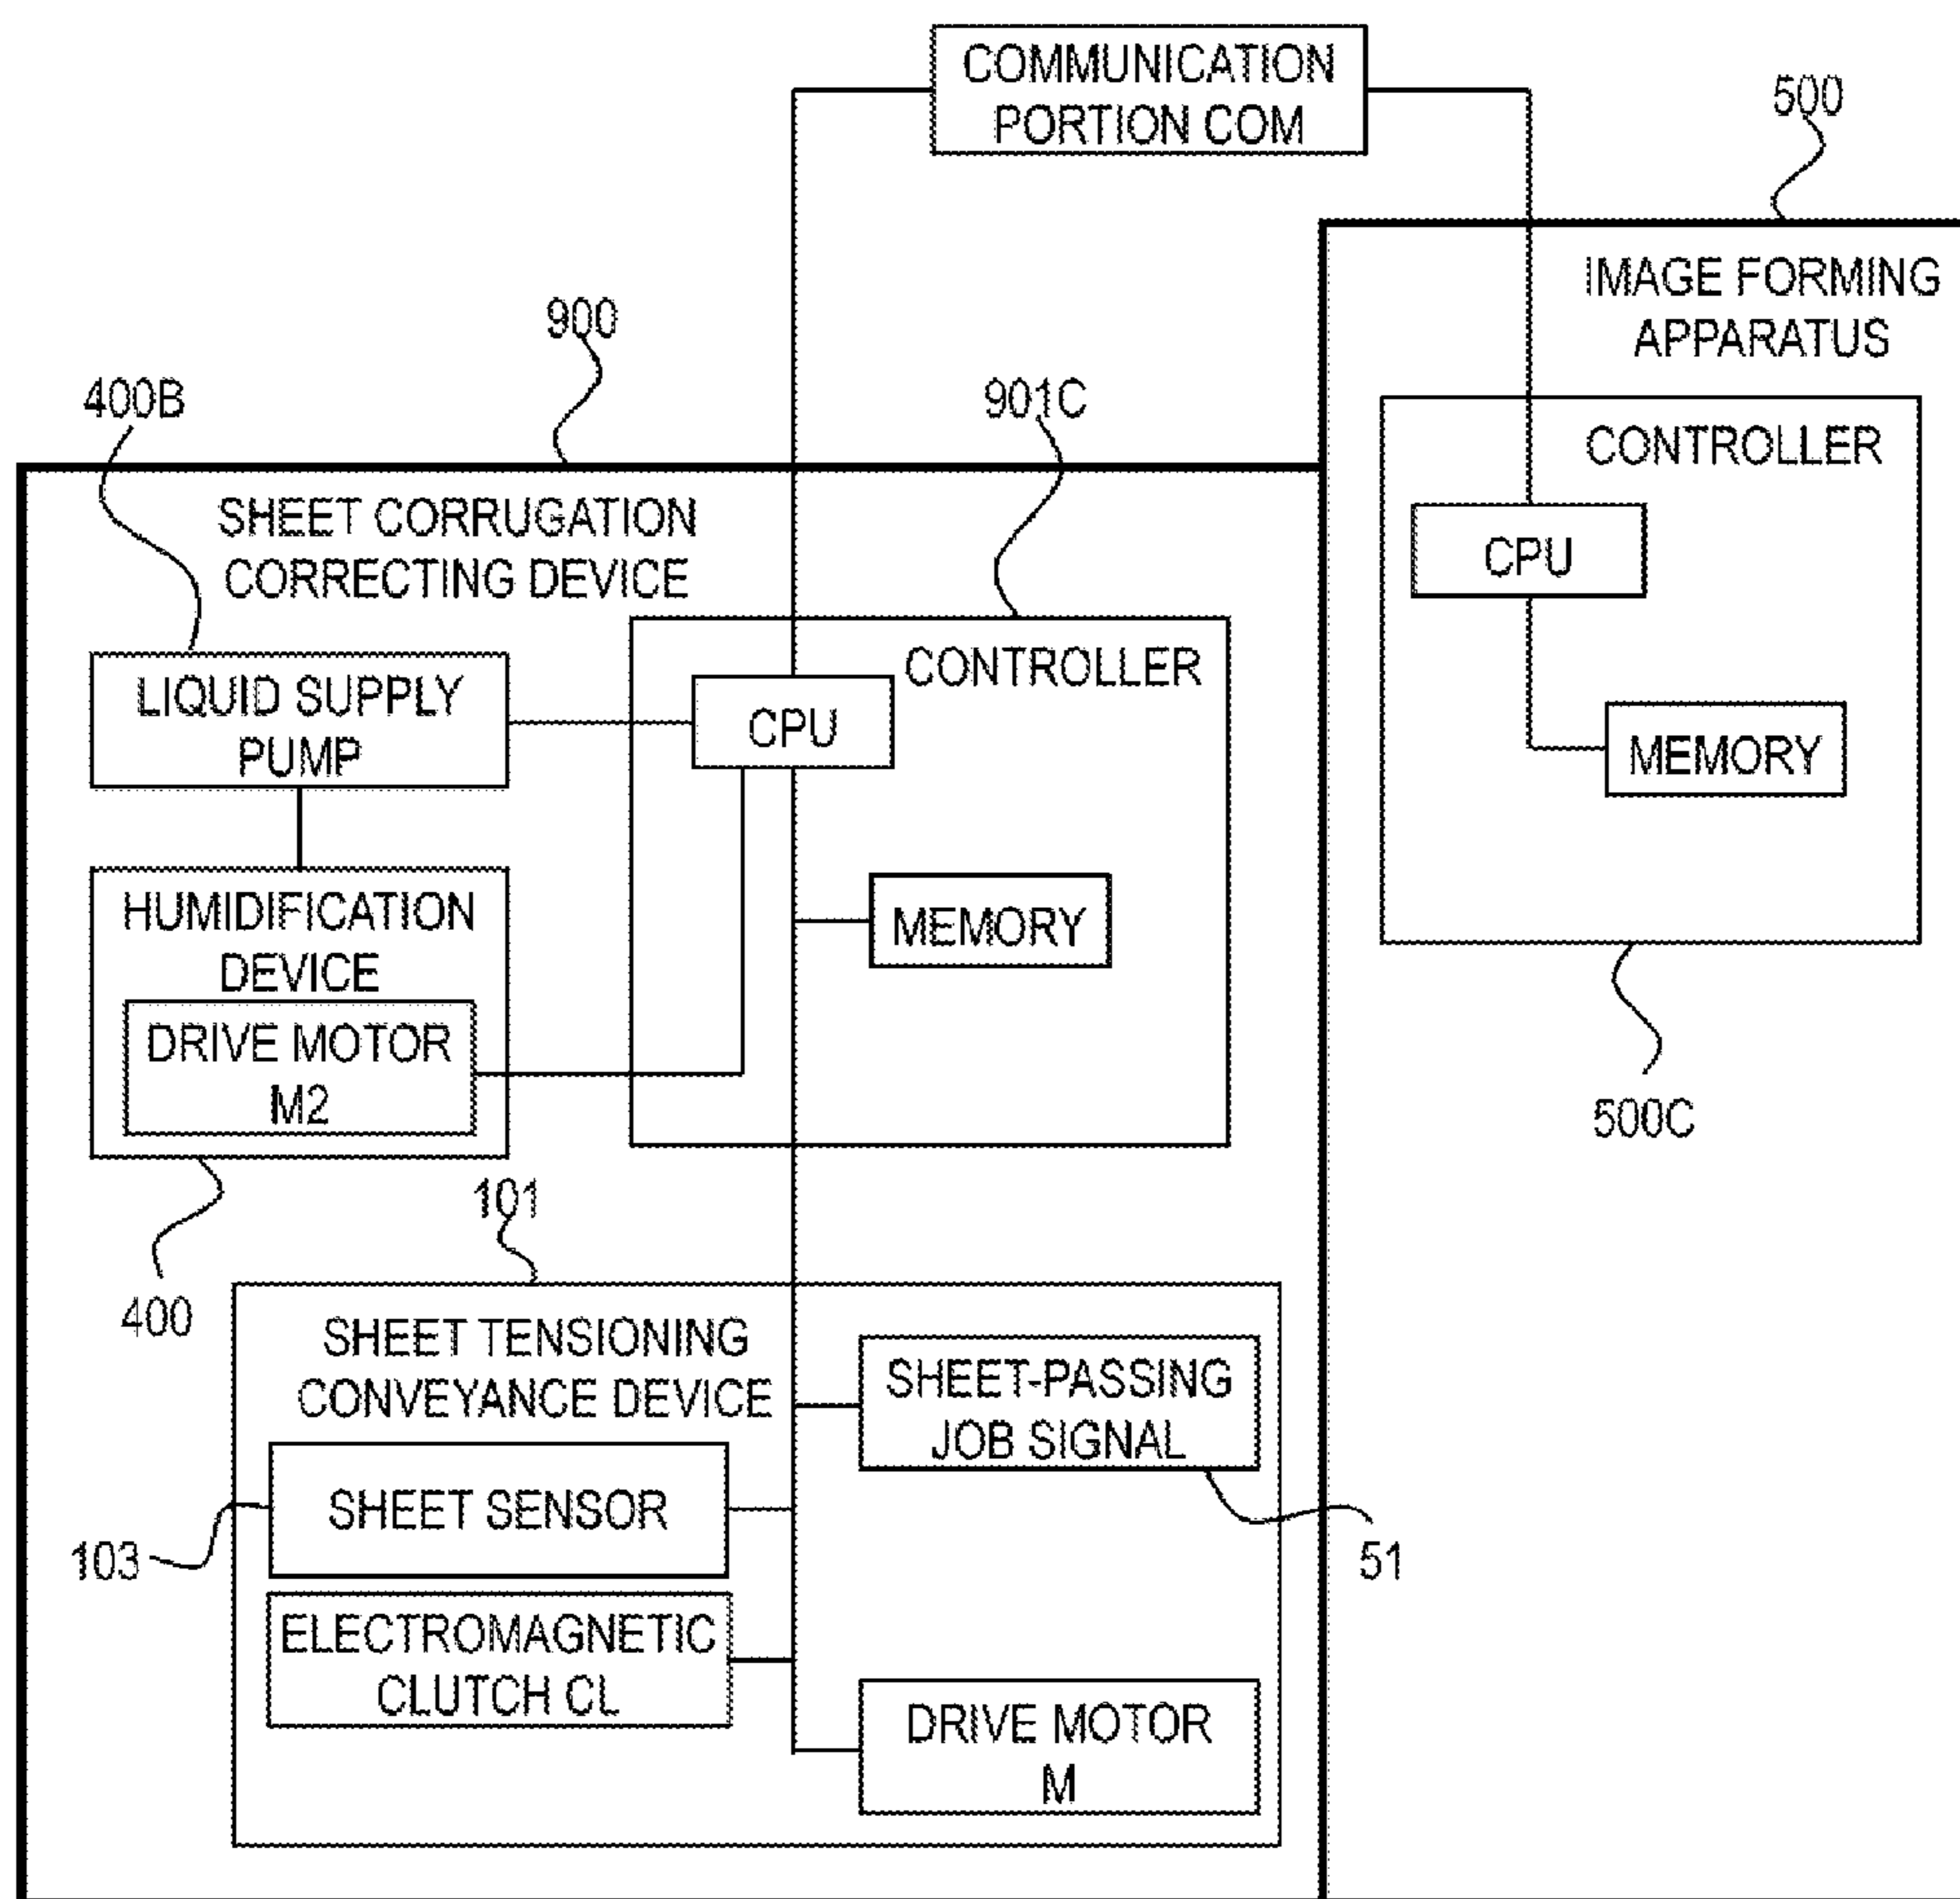 COMMUNICATION
PORTION COM
500
IMAGE FORMING
APPARATUS
900
400B
901C
CONTROLLER
SHEET CORRUGATION
CORRECTING DEVICE
CPU
CONTROLLER
LIQUID SUPPLY
PUMP
CPU
MEMORY
HUMIDIFICATION
DEVICE
MEMORY
DRIVE MOTOR
M2
500C
101
400
SHEET TENSIONING
CONVEYANCE DEVICE
SHEET-PASSING
JOB SIGNAL
SHEET SENSOR
103
51
ELECTROMAGNETIC
CLUTCH CL
DRIVE MOTOR
M